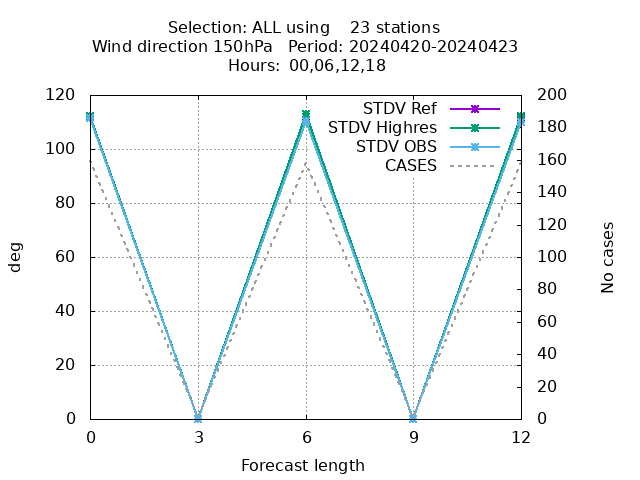 Selection: ALL using    23 stations
Wind direction 150hPa   Period: 20240420-20240423
Hours:  00,06,12,18
STDV Ref
STDV Highres
STDV OBS
CASES
deg
120
100
80
60
40
20
0
200
180
160
140
120
100
80
60
40
20
0
No cases
0 3 6 9 12
Forecast length